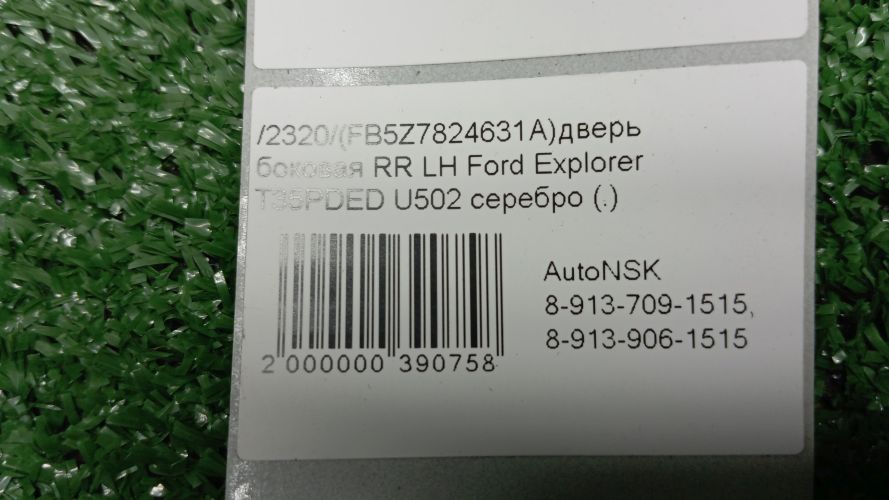 /2320/(FB5Z7824631A)дверь
боковая RR LH Ford Explorer
T35PDED U502 серебро (.)
AutoNSK
8-913-709-1515,
8-913-906-1515
2 000000 390758